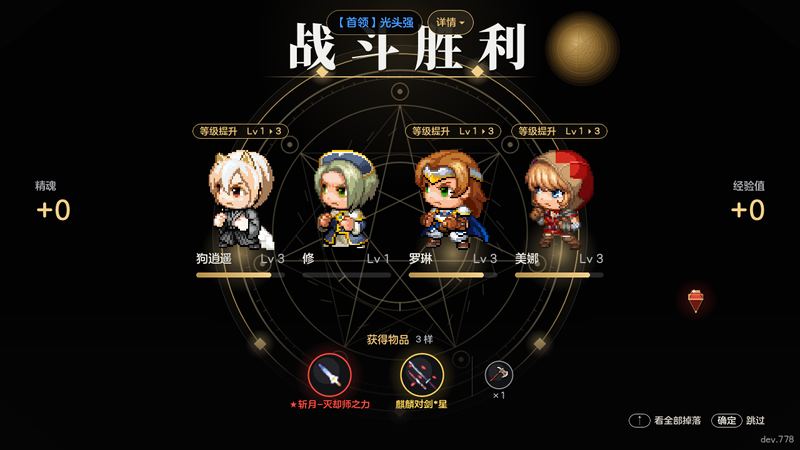 【首领】光头强
详情
战斗胜利
等级提升 Lv 1 ▸ 3
等级提升 Lv 1 ▸ 3
等级提升 Lv 1 ▸ 3
精魂
+0
经验值
+0
狗逍遥 Lv 3
修 Lv 1
罗琳 Lv 3
美娜 Lv 3
获得物品 3 样
★斩月-灭却师之力
麒麟对剑*星
×1
↑ 看全部掉落 确定 跳过
dev.778